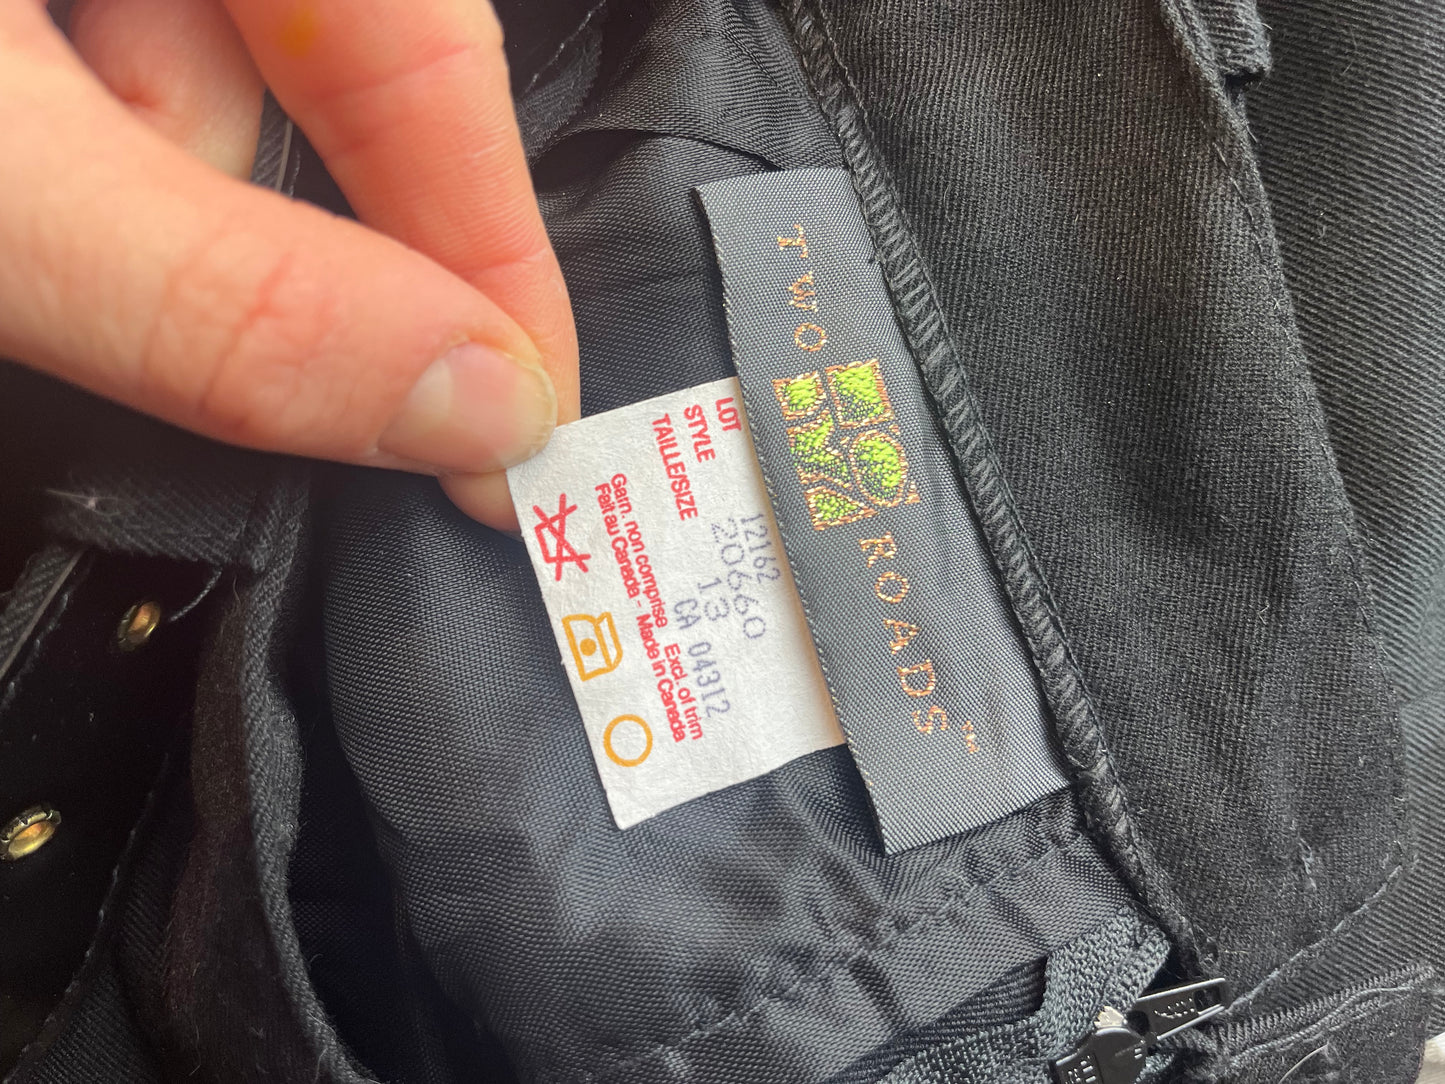 TWO ROADS™
LOT 12162
STYLE 20660
TAILLE/SIZE 13
CA 04312
Garn. non comprise Excl. of trim
Fait au Canada - Made in Canada